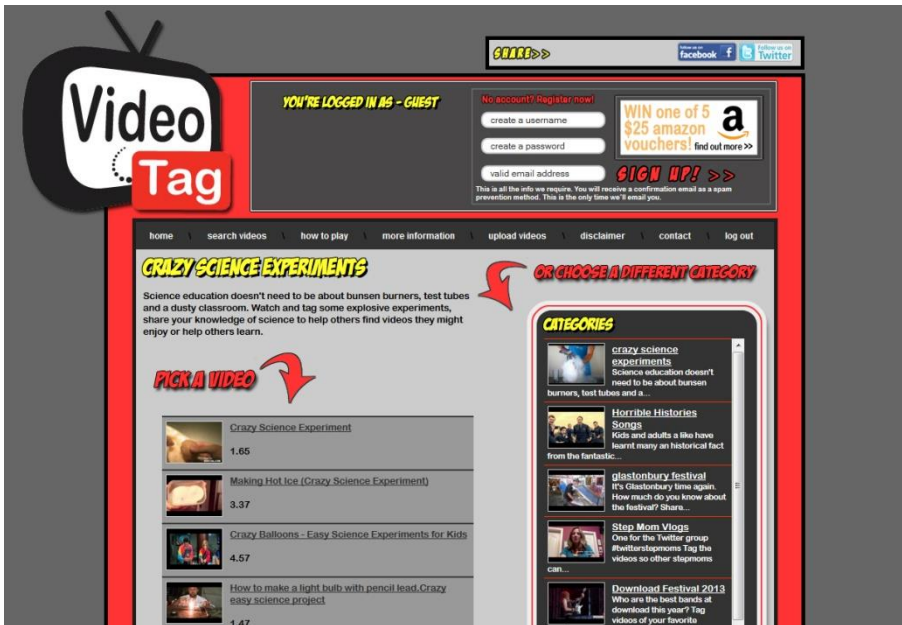 Video
Tag
SHARE>>
Follow us on
facebook f
Follow us on
Twitter
YOU'RE LOGGED IN AS - GUEST
No account? Register now!
create a username
create a password
valid email address
WIN one of 5
$25 amazon
vouchers! find out more >>
a
SIGN UP! >>
This is all the info we require. You will receive a confirmation email as a spam
prevention method. This is the only time we'll email you.
home \ search videos \ how to play \ more information \ upload videos \ disclaimer \ contact \ log out
CRAZY SCIENCE EXPERIMENTS
Science education doesn't need to be about bunsen burners, test tubes
and a dusty classroom. Watch and tag some explosive experiments,
share your knowledge of science to help others find videos they might
enjoy or help others learn.
PICK A VIDEO
Crazy Science Experiment
1.65
Making Hot Ice (Crazy Science Experiment)
3.37
Crazy Balloons - Easy Science Experiments for Kids
4.57
How to make a light bulb with pencil lead.Crazy
easy science project
1.47
OR CHOOSE A DIFFERENT CATEGORY
CATEGORIES
crazy science
experiments
Science education doesn't
need to be about bunsen
burners, test tubes and a...
Horrible Histories
Songs
Kids and adults a like have
learnt many an historical fact
from the fantastic...
glastonbury festival
It's Glastonbury time again.
How much do you know about
the festival? Share...
Step Mom Vlogs
One for the Twitter group
#twitterstepmoms Tag the
videos so other stepmoms
can...
Download Festival 2013
Who are the best bands at
download this year? Tag
videos of your favorite